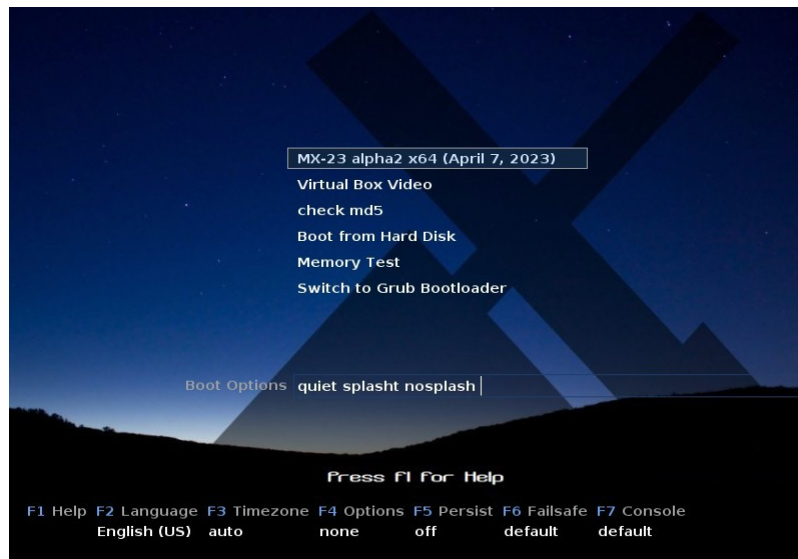 MX-23 alpha2 x64 (April 7, 2023)
Virtual Box Video
check md5
Boot from Hard Disk
Memory Test
Switch to Grub Bootloader
Boot Options quiet splasht nosplash
Press F1 for Help
F1 Help F2 Language F3 Timezone F4 Options F5 Persist F6 Failsafe F7 Console
English (US) auto none off default default